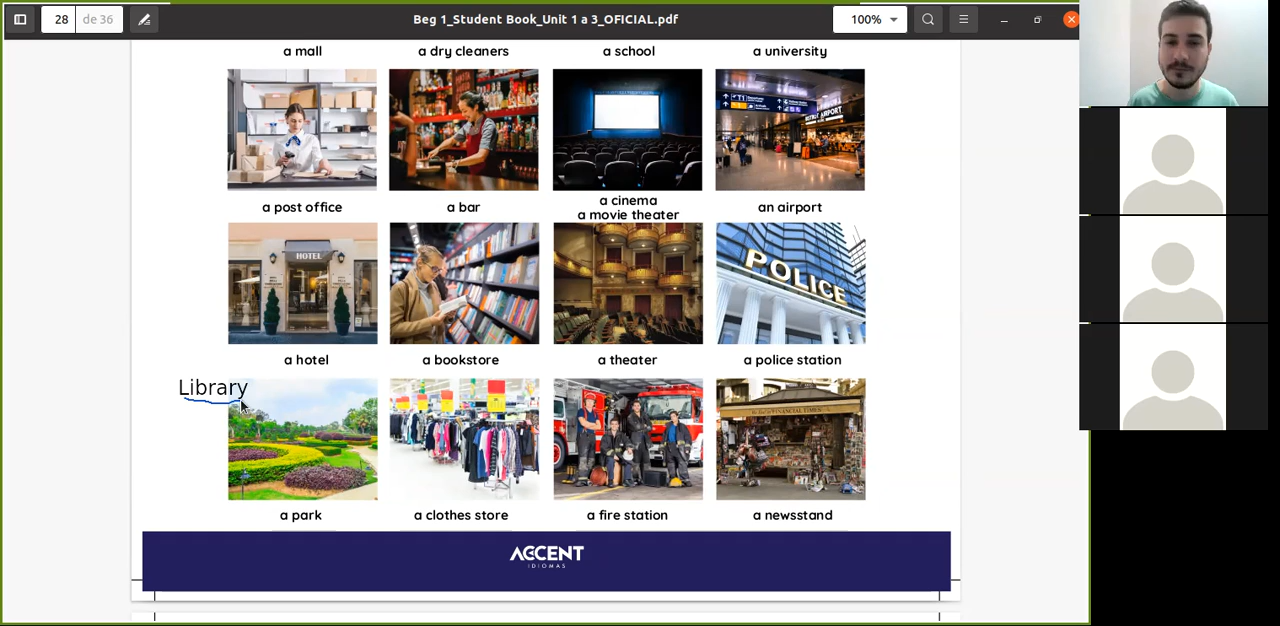 28 de 36 Beg 1_Student Book_Unit 1 a 3_OFICIAL.pdf 100%
a mall a dry cleaners a school a university
a post office a bar a cinema an airport
a movie theater
HOTEL
POLICE
a hotel a bookstore a theater a police station
Library
FINANCIAL TIMES
a park a clothes store a fire station a newsstand
ACCENT
IDIOMAS